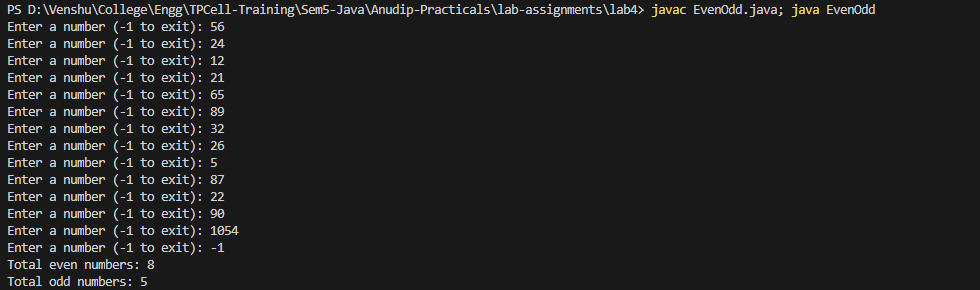 PS D:\Venshu\College\Engg\TPCell-Training\Sem5-Java\Anudip-Practicals\lab-assignments\lab4> javac EvenOdd.java; java EvenOdd
Enter a number (-1 to exit): 56
Enter a number (-1 to exit): 24
Enter a number (-1 to exit): 12
Enter a number (-1 to exit): 21
Enter a number (-1 to exit): 65
Enter a number (-1 to exit): 89
Enter a number (-1 to exit): 32
Enter a number (-1 to exit): 26
Enter a number (-1 to exit): 5
Enter a number (-1 to exit): 87
Enter a number (-1 to exit): 22
Enter a number (-1 to exit): 90
Enter a number (-1 to exit): 1054
Enter a number (-1 to exit): -1
Total even numbers: 8
Total odd numbers: 5